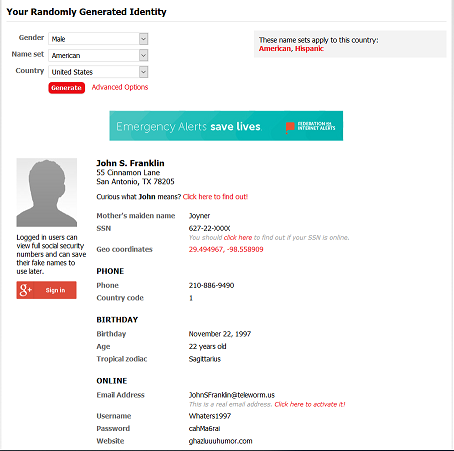 Your Randomly Generated Identity
Gender Male
Name set American
Country United States
Generate Advanced Options
These name sets apply to this country:
American, Hispanic
Emergency Alerts save lives.
FEDERATION FOR
INTERNET ALERTS
John S. Franklin
55 Cinnamon Lane
San Antonio, TX 78205
Curious what John means? Click here to find out!
Mother's maiden name Joyner
SSN 627-22-XXXX
You should click here to find out if your SSN is online.
Geo coordinates 29.494967, -98.558909
Logged in users can
view full social security
numbers and can save
their fake names to
use later.
g+ Sign in
PHONE
Phone 210-886-9490
Country code 1
BIRTHDAY
Birthday November 22, 1997
Age 22 years old
Tropical zodiac Sagittarius
ONLINE
Email Address JohnSFranklin@teleworm.us
This is a real email address. Click here to activate it!
Username Whaters1997
Password cahMa6rai
Website ghazluuuhumor.com